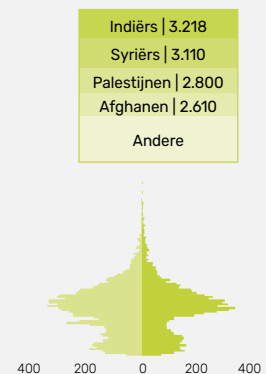 Indiërs | 3.218
Syriërs | 3.110
Palestijnen | 2.800
Afghanen | 2.610
Andere
400 200 0 200 400